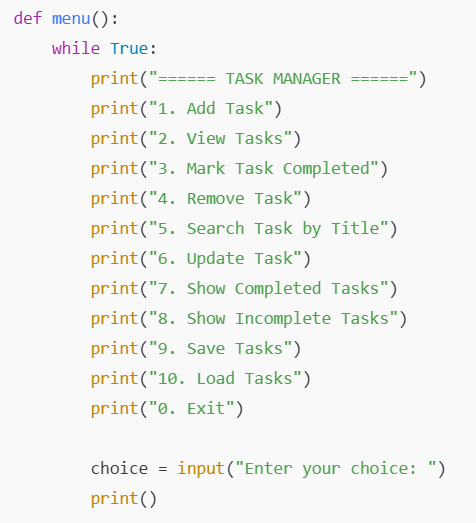 def menu():
    while True:
        print("====== TASK MANAGER ======")
        print("1. Add Task")
        print("2. View Tasks")
        print("3. Mark Task Completed")
        print("4. Remove Task")
        print("5. Search Task by Title")
        print("6. Update Task")
        print("7. Show Completed Tasks")
        print("8. Show Incomplete Tasks")
        print("9. Save Tasks")
        print("10. Load Tasks")
        print("0. Exit")

        choice = input("Enter your choice: ")
        print()